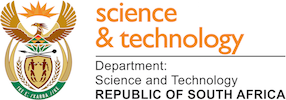 science
& technology
Department:
Science and Technology
REPUBLIC OF SOUTH AFRICA